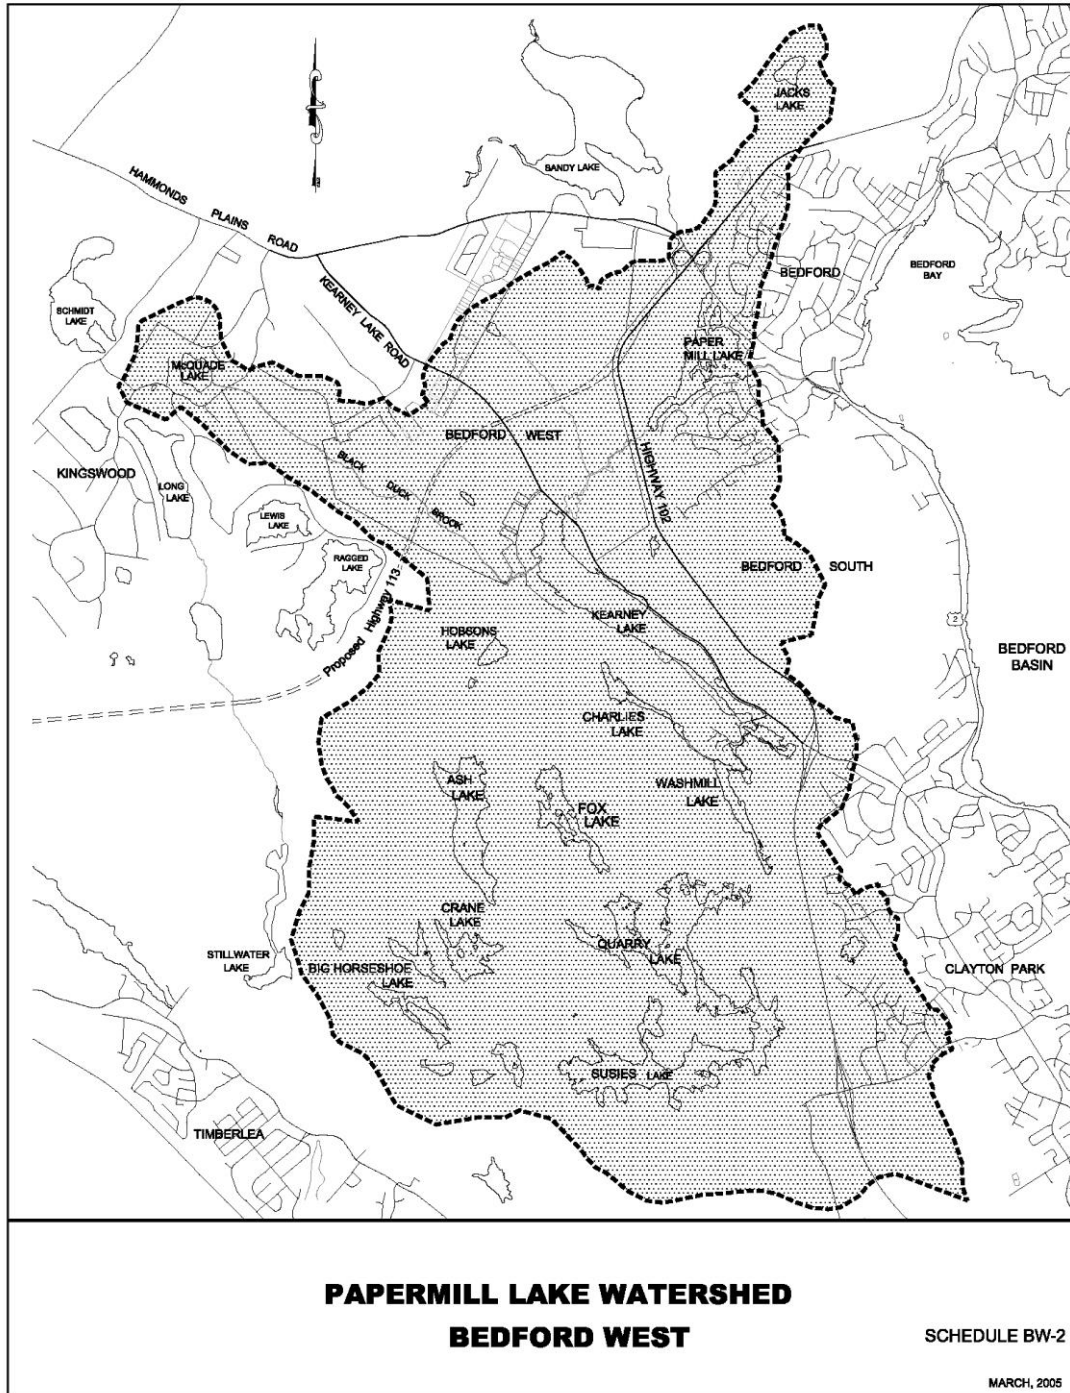 JACKS
LAKE
SANDY LAKE
HAMMONDS PLAINS ROAD
BEDFORD
BEDFORD
BAY
SCHMIDT
LAKE
KEARNEY LAKE ROAD
PAPER
MILL LAKE
McQUADE
LAKE
BEDFORD WEST
HIGHWAY 102
KINGSWOOD
LONG
LAKE
BLACK DUCK BROOK
LEWIS
LAKE
RAGGED
LAKE
BEDFORD SOUTH
Proposed Highway 113
KEARNEY
LAKE
2
HOBSONS
LAKE
BEDFORD
BASIN
CHARLIES
LAKE
ASH
LAKE
WASHMILL
LAKE
FOX
LAKE
CRANE
LAKE
QUARRY
LAKE
STILLWATER
LAKE
BIG HORSESHOE
LAKE
CLAYTON PARK
SUSIES LAKE
TIMBERLEA
PAPERMILL LAKE WATERSHED
BEDFORD WEST
SCHEDULE BW-2
MARCH, 2005